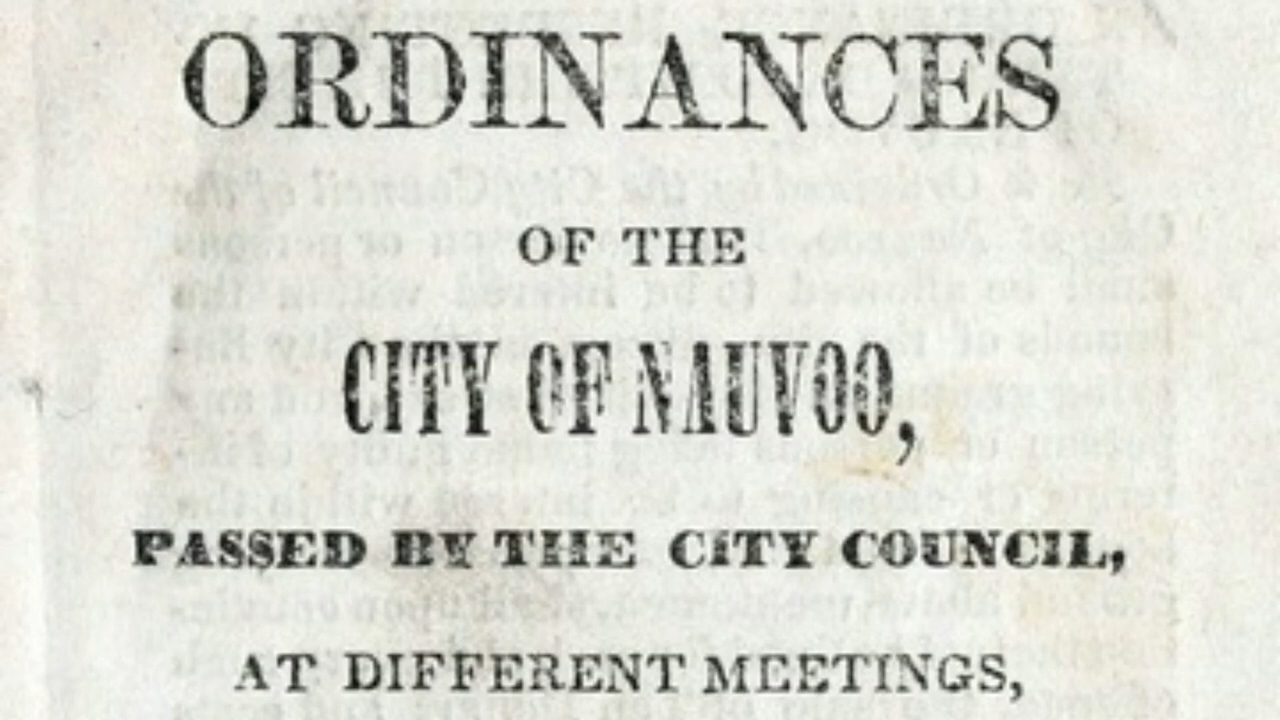 ORDINANCES
OF THE
CITY OF NAUVOO,
PASSED BY THE CITY COUNCIL,
AT DIFFERENT MEETINGS,